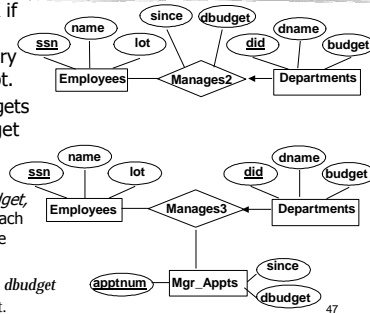 k if
ry
ot.
gets
get
dget,
ach
e
dbudget
t.
since
dbudget
name
dname
ssn
lot
did
budget
Employees
Manages2
Departments
name
dname
ssn
lot
did
budget
Employees
Manages3
Departments
since
apptnum
Mgr_Appts
dbudget
47